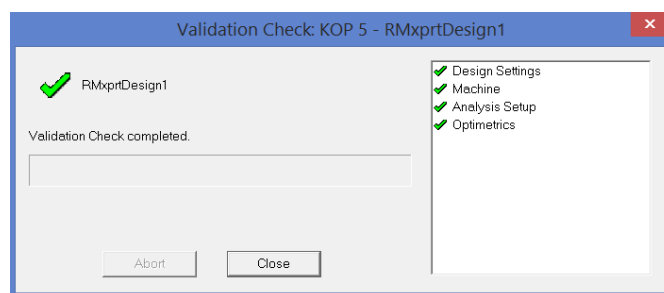 Validation Check: KOP 5 - RMxprtDesign1
RMxprtDesign1
Validation Check completed.
Abort
Close
Design Settings
Machine
Analysis Setup
Optimetrics